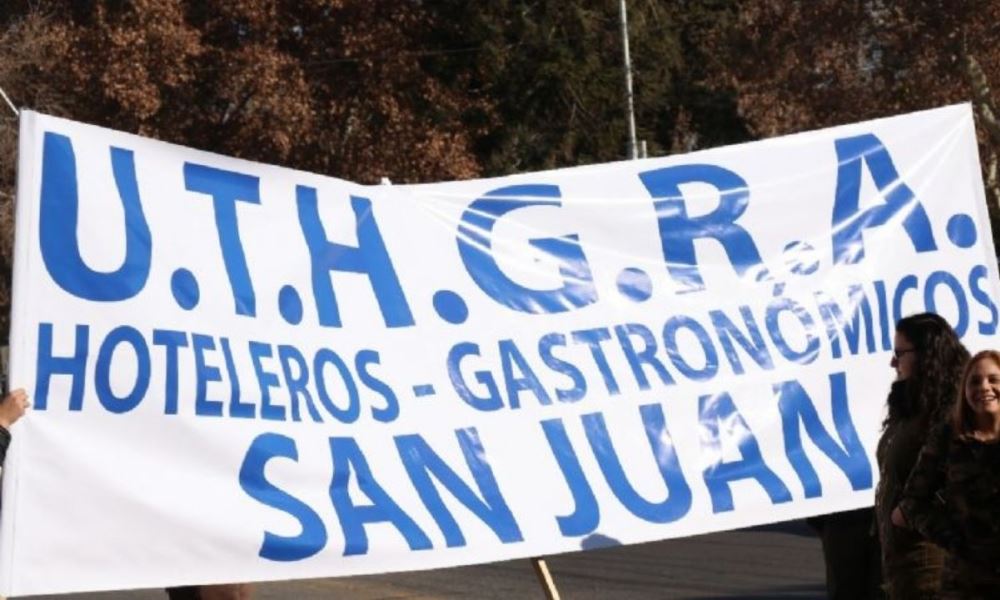 U.T.H.G.R.A.
HOTELEROS - GASTRONÓMICOS
SAN JUAN